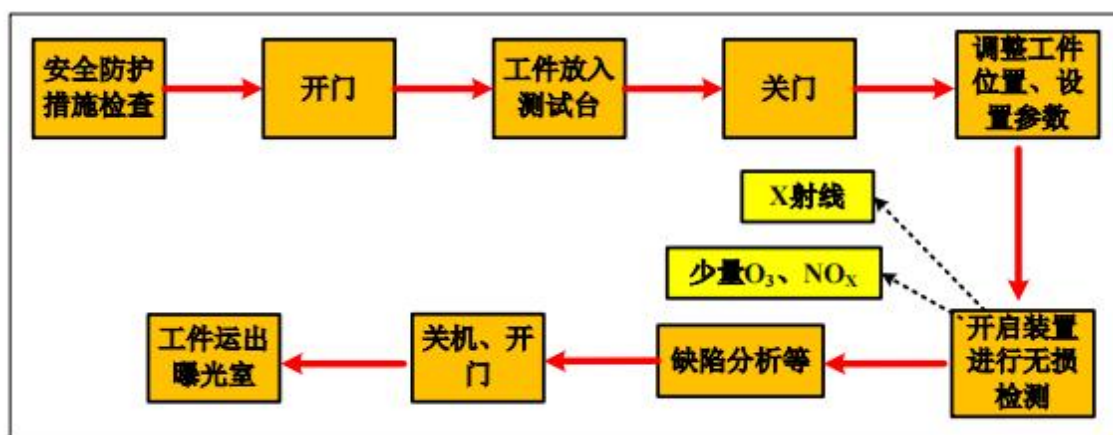 安全防护
措施检查
开门
工件放入
测试台
关门
调整工件
位置、设
置参数
X射线
少量O₃、NOₓ
工件运出
曝光室
关机、开
门
缺陷分析等
开启装置
进行无损
检测